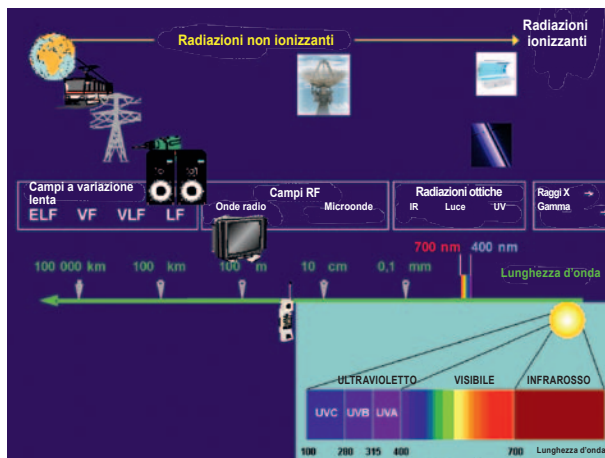 Radiazioni non ionizzanti
Radiazioni
ionizzanti
Campi a variazione
lenta
ELF VF VLF LF
Campi RF
Onde radio Microonde
Radiazioni ottiche
IR Luce UV
Raggi X →
Gamma →
700 nm 400 nm
Lunghezza d'onda
100 000 km 100 km 100 m 10 cm 0,1 mm
ULTRAVIOLETTO VISIBILE INFRAROSSO
UVC UVB UVA
100 280 315 400 700 Lunghezza d'onda